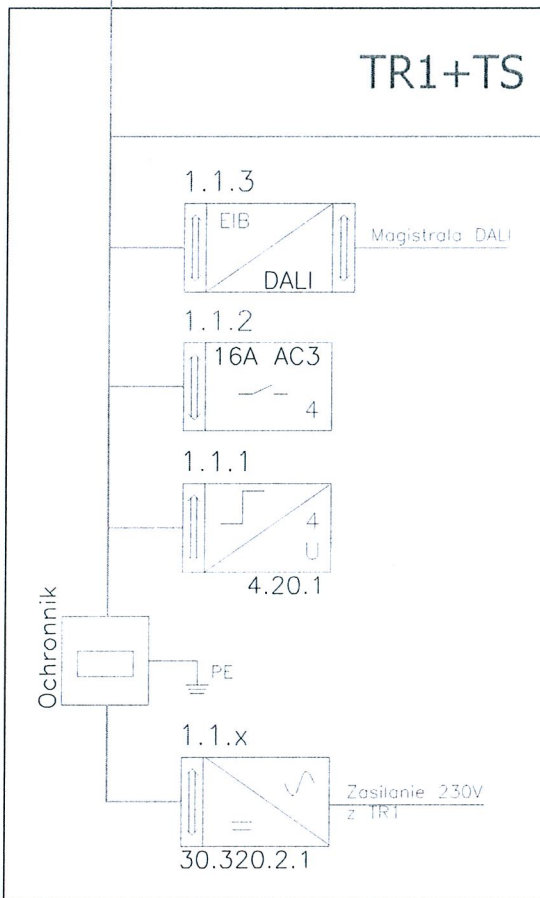 TR1+TS
1.1.3
EIB
DALI
Magistrala DALI
1.1.2
16A AC3
4
1.1.1
4
U
4.20.1
Ochronnik
PE
1.1.x
Zasilanie 230V
z TR1
30.320.2.1